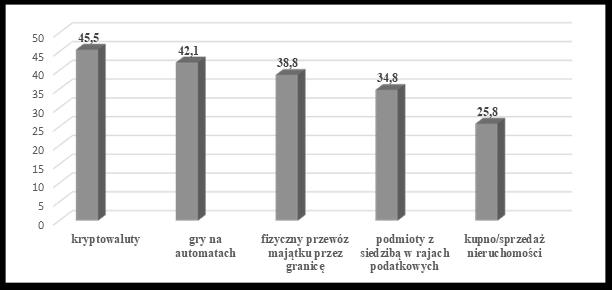 50
45
40
35
30
25
20
15
10
5
0
45,5
42,1
38,8
34,8
25,8
kryptowaluty
gry na
automatach
fizyczny przewóz
majątku przez
granicę
podmioty z
siedzibą w rajach
podatkowych
kupno/sprzedaż
nieruchomości